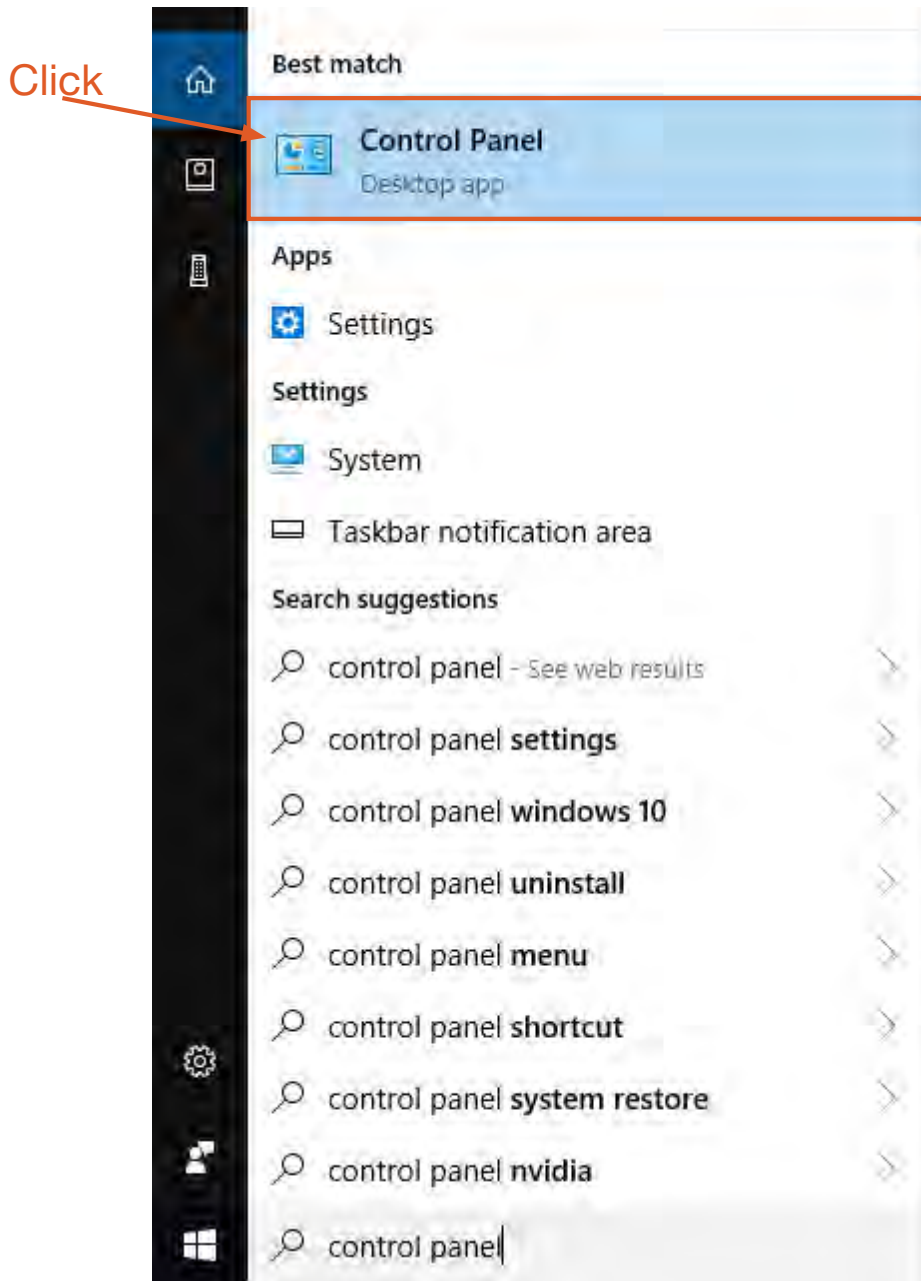 Click
Best match
Control Panel
Desktop app
Apps
Settings
Settings
System
Taskbar notification area
Search suggestions
control panel - See web results
control panel settings
control panel windows 10
control panel uninstall
control panel menu
control panel shortcut
control panel system restore
control panel nvidia
control panel